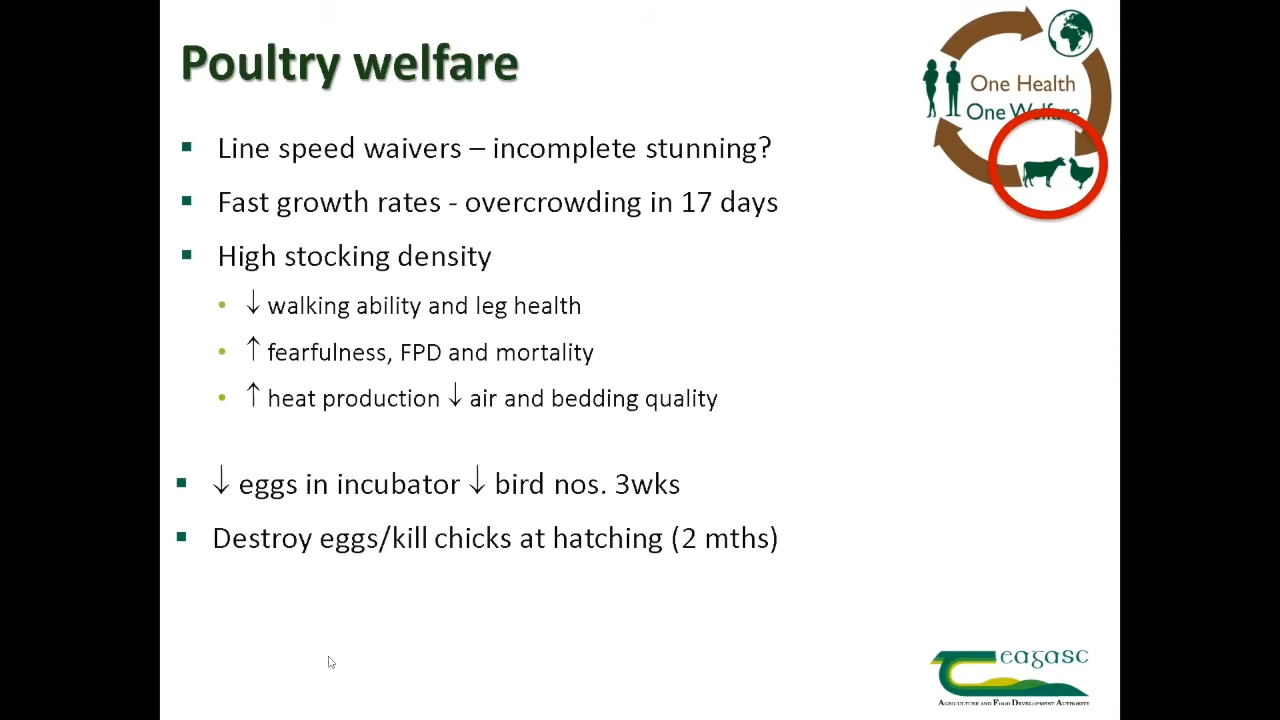 Poultry welfare
One Health
One Welfare
▪ Line speed waivers – incomplete stunning?
▪ Fast growth rates - overcrowding in 17 days
▪ High stocking density
• ↓ walking ability and leg health
• ↑ fearfulness, FPD and mortality
• ↑ heat production ↓ air and bedding quality
▪ ↓ eggs in incubator ↓ bird nos. 3wks
▪ Destroy eggs/kill chicks at hatching (2 mths)
teagasc
Agriculture and Food Development Authority